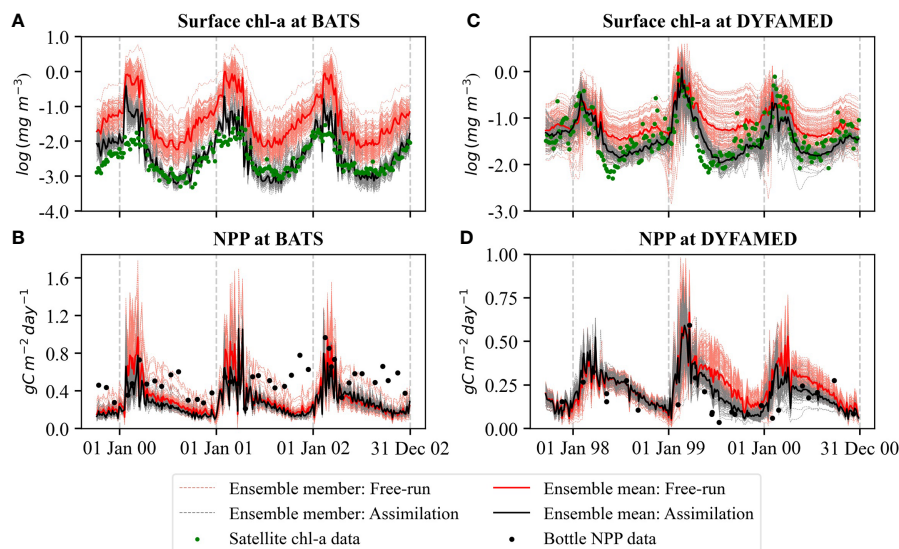 A
Surface chl-a at BATS
log (mg m⁻³)
1.0
0.0
-1.0
-2.0
-3.0
-4.0
C
Surface chl-a at DYFAMED
log (mg m⁻³)
0.0
-1.0
-2.0
-3.0
B
NPP at BATS
gC m⁻² day⁻¹
1.6
1.2
0.8
0.4
0.0
01 Jan 00
01 Jan 01
01 Jan 02
31 Dec 02
D
NPP at DYFAMED
gC m⁻² day⁻¹
1.00
0.75
0.50
0.25
0.00
01 Jan 98
01 Jan 99
01 Jan 00
31 Dec 00
Ensemble member: Free-run
Ensemble mean: Free-run
Ensemble member: Assimilation
Ensemble mean: Assimilation
Satellite chl-a data
Bottle NPP data